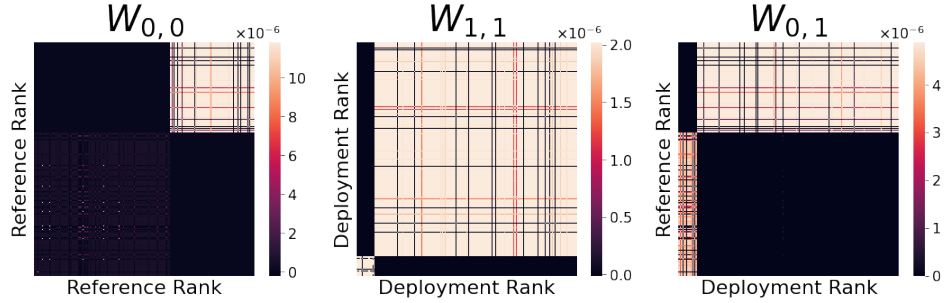 W0,0
×10−6
Reference Rank
10
8
6
4
2
0
Reference Rank
W1,1
×10−6
Deployment Rank
2.0
1.5
1.0
0.5
0.0
Deployment Rank
W0,1
×10−6
Reference Rank
4
3
2
1
0
Deployment Rank